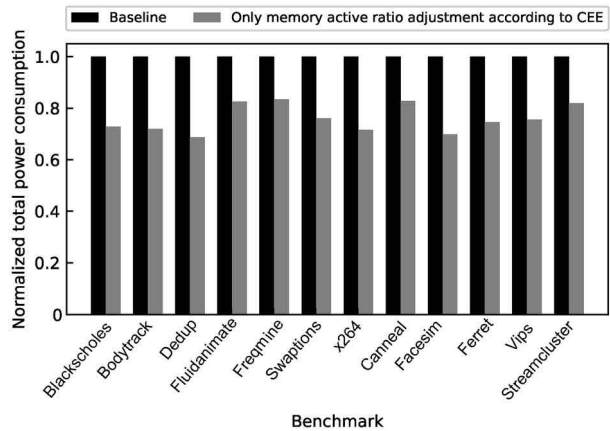 Baseline
Only memory active ratio adjustment according to CEE
Normalized total power consumption
1.0
0.8
0.6
0.4
0.2
0
Blackscholes
Bodytrack
Dedup
Fluidanimate
Freqmine
Swaptions
x264
Canneal
Facesim
Ferret
Vips
Streamcluster
Benchmark